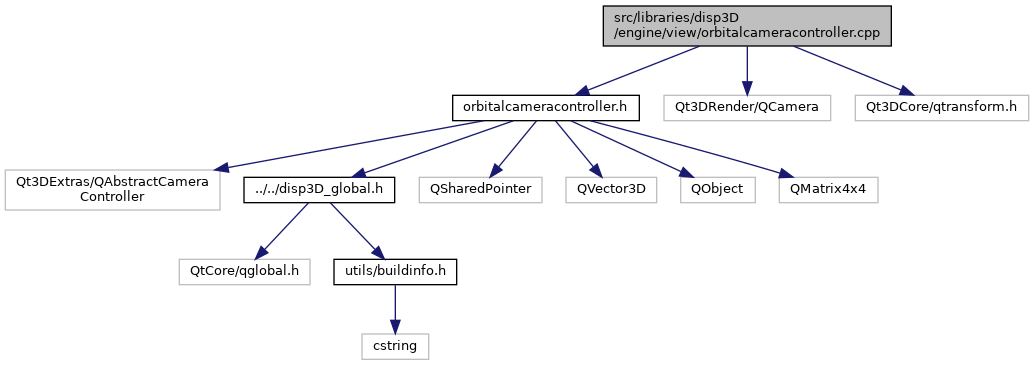 src/libraries/disp3D
/engine/view/orbitalcameracontroller.cpp
orbitalcameracontroller.h
Qt3DRender/QCamera
Qt3DCore/qtransform.h
Qt3DExtras/QAbstractCamera
Controller
../../disp3D_global.h
QSharedPointer
QVector3D
QObject
QMatrix4x4
QtCore/qglobal.h
utils/buildinfo.h
cstring